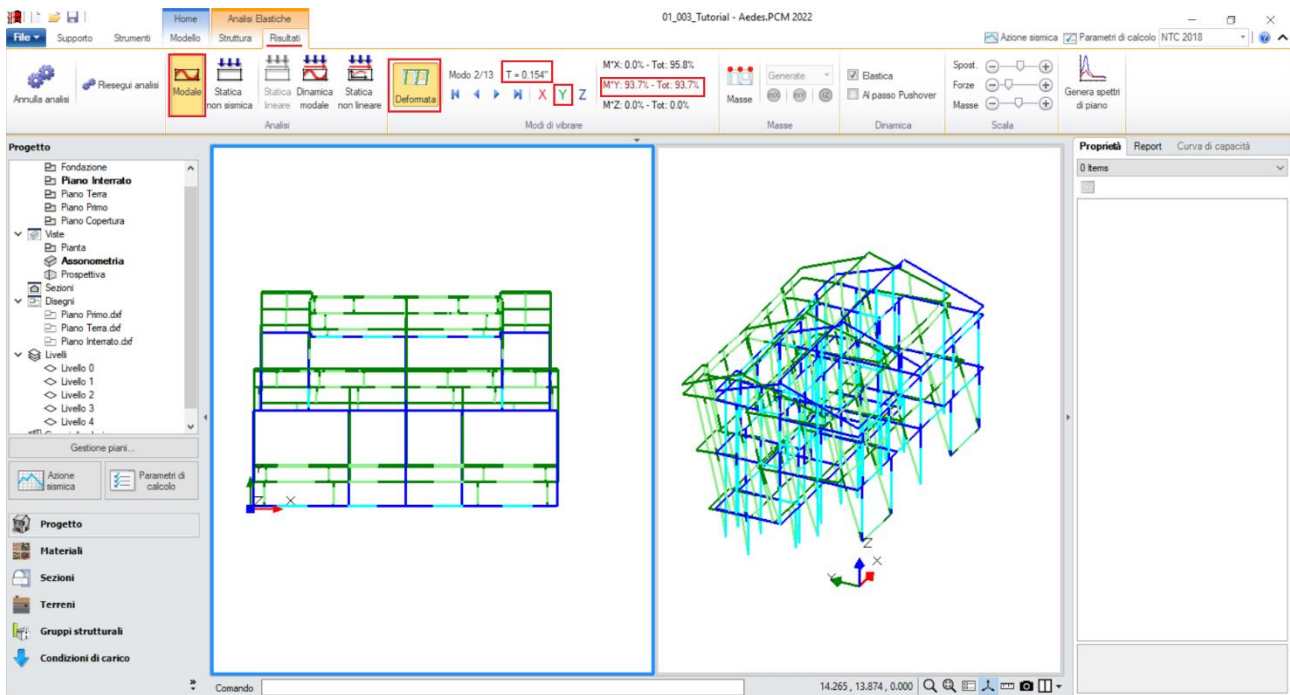 01_003_Tutorial - Aedes.PCM 2022
Home
Analisi Elastiche
File
Supporto
Strumenti
Modello
Struttura
Risultati
Azione sismica
Parametri di calcolo
NTC 2018
Annulla analisi
Riesegui analisi
Modale
Statica non sismica
Statica lineare
Dinamica modale
Statica non lineare
Analisi
Deformata
Modo 2/13
T = 0.154"
X
Y
Z
M*X: 0.0% - Tot: 95.8%
M*Y: 93.7% - Tot: 93.7%
M*Z: 0.0% - Tot: 0.0%
Modi di vibrare
Masse
Generate
Masse
Elastica
Al passo Pushover
Dinamica
Spost.
Forze
Masse
Scala
Genera spettri
di piano
Progetto
Fondazione
Piano Interrato
Piano Terra
Piano Primo
Piano Copertura
Viste
Pianta
Assonometria
Prospettiva
Sezioni
Disegni
Piano Primo.dxf
Piano Terra.dxf
Piano Interrato.dxf
Livelli
Livello 0
Livello 1
Livello 2
Livello 3
Livello 4
Gestione piani...
Azione
sismica
Parametri di
calcolo
Progetto
Materiali
Sezioni
Terreni
Gruppi strutturali
Condizioni di carico
Z
X
Z
X
Y
Proprietà
Report
Curva di capacità
0 Items
Comando
14.265 , 13.874 , 0.000